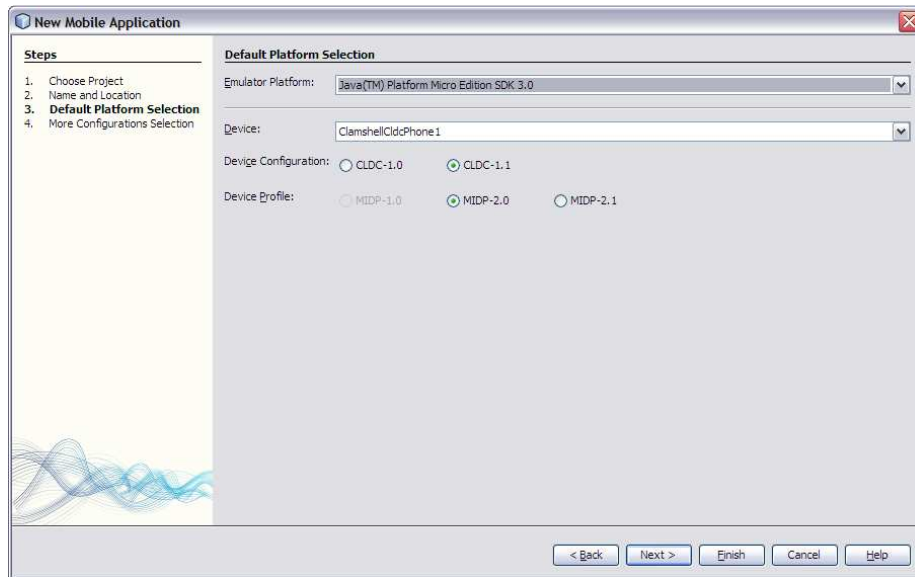 New Mobile Application
Steps
1. Choose Project
2. Name and Location
3. Default Platform Selection
4. More Configurations Selection
Default Platform Selection
Emulator Platform: Java(TM) Platform Micro Edition SDK 3.0
Device: ClamshellCldcPhone1
Device Configuration: CLDC-1.0 CLDC-1.1
Device Profile: MIDP-1.0 MIDP-2.0 MIDP-2.1
< Back Next > Finish Cancel Help